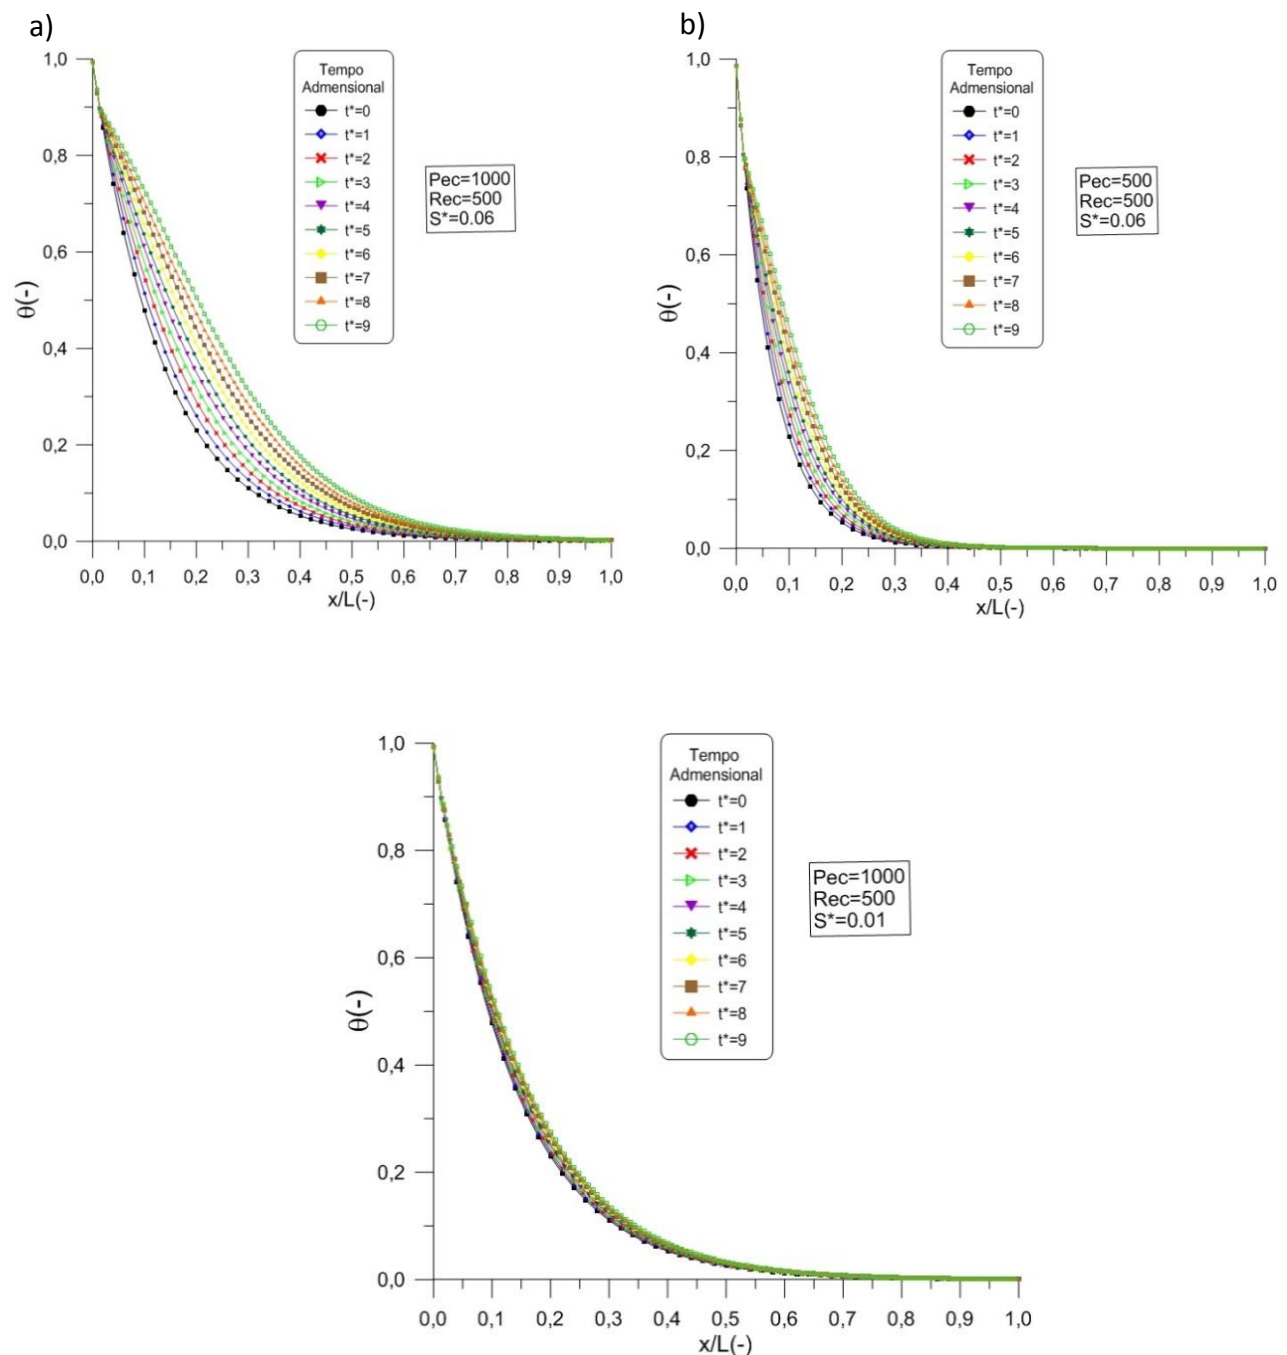 a)
1,0
0,8
0,6
0,4
0,2
0,0
θ(-)
0,0 0,1 0,2 0,3 0,4 0,5 0,6 0,7 0,8 0,9 1,0
x/L(-)
Tempo
Admensional
t*=0
t*=1
t*=2
t*=3
t*=4
t*=5
t*=6
t*=7
t*=8
t*=9
Pec=1000
Rec=500
S*=0.06
b)
1,0
0,8
0,6
0,4
0,2
0,0
θ(-)
0,0 0,1 0,2 0,3 0,4 0,5 0,6 0,7 0,8 0,9 1,0
x/L(-)
Tempo
Admensional
t*=0
t*=1
t*=2
t*=3
t*=4
t*=5
t*=6
t*=7
t*=8
t*=9
Pec=500
Rec=500
S*=0.06
1,0
0,8
0,6
0,4
0,2
0,0
θ(-)
0,0 0,1 0,2 0,3 0,4 0,5 0,6 0,7 0,8 0,9 1,0
x/L(-)
Tempo
Admensional
t*=0
t*=1
t*=2
t*=3
t*=4
t*=5
t*=6
t*=7
t*=8
t*=9
Pec=1000
Rec=500
S*=0.01